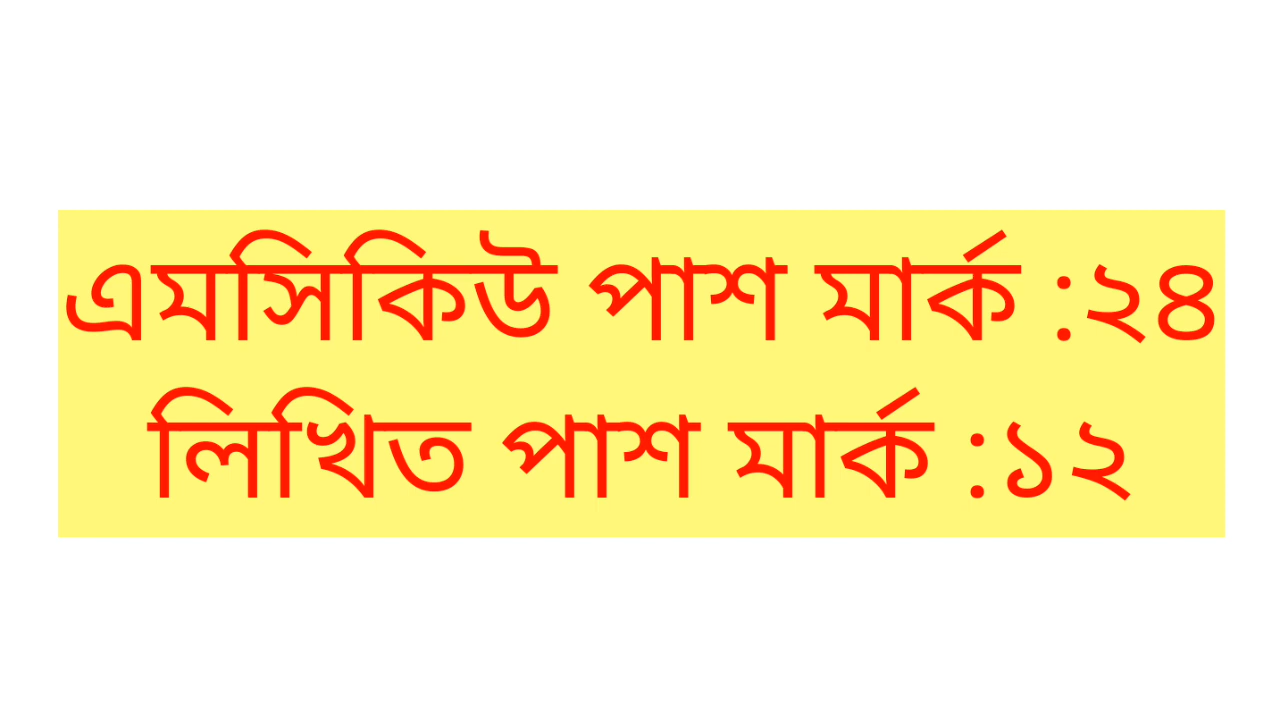 এমসিকিউ পাশ মার্ক :২৪
লিখিত পাশ মার্ক :১২